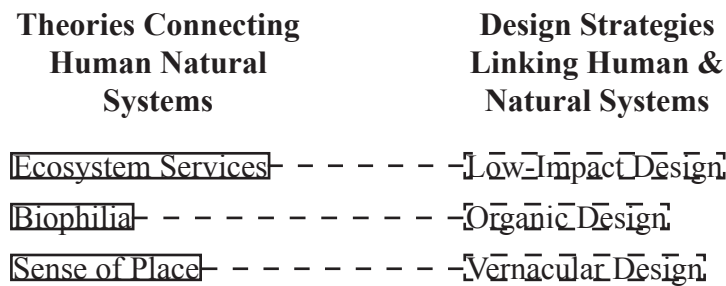 Theories Connecting
Human Natural
Systems
Design Strategies
Linking Human &
Natural Systems
Ecosystem Services
Low-Impact Design
Biophilia
Organic Design
Sense of Place
Vernacular Design